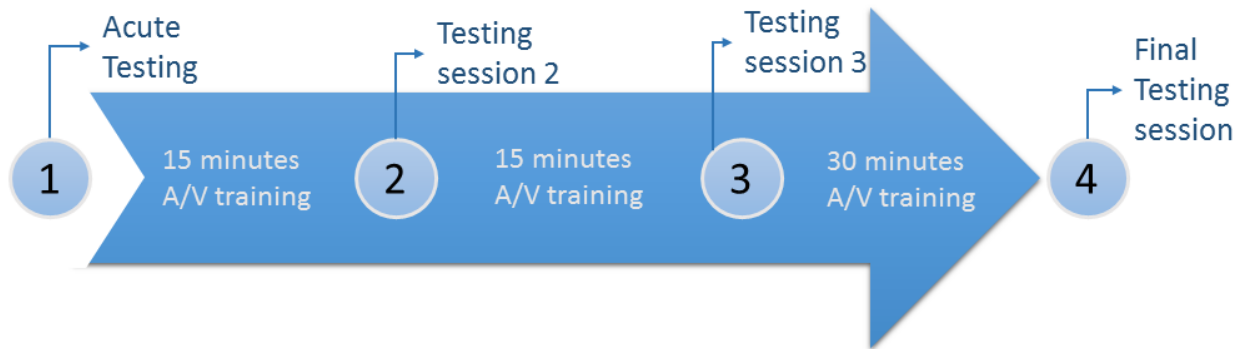 Acute
Testing
Testing
session 2
Testing
session 3
Final
Testing
session
1
15 minutes
A/V training
2
15 minutes
A/V training
3
30 minutes
A/V training
4